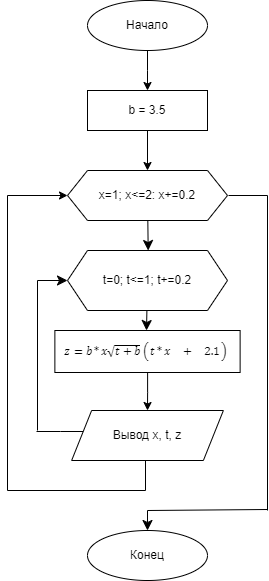 Начало
b = 3.5
x=1; x<=2: x+=0.2
t=0; t<=1; t+=0.2
z = b * x√t + b (t * x + 2.1)
Вывод x, t, z
Конец